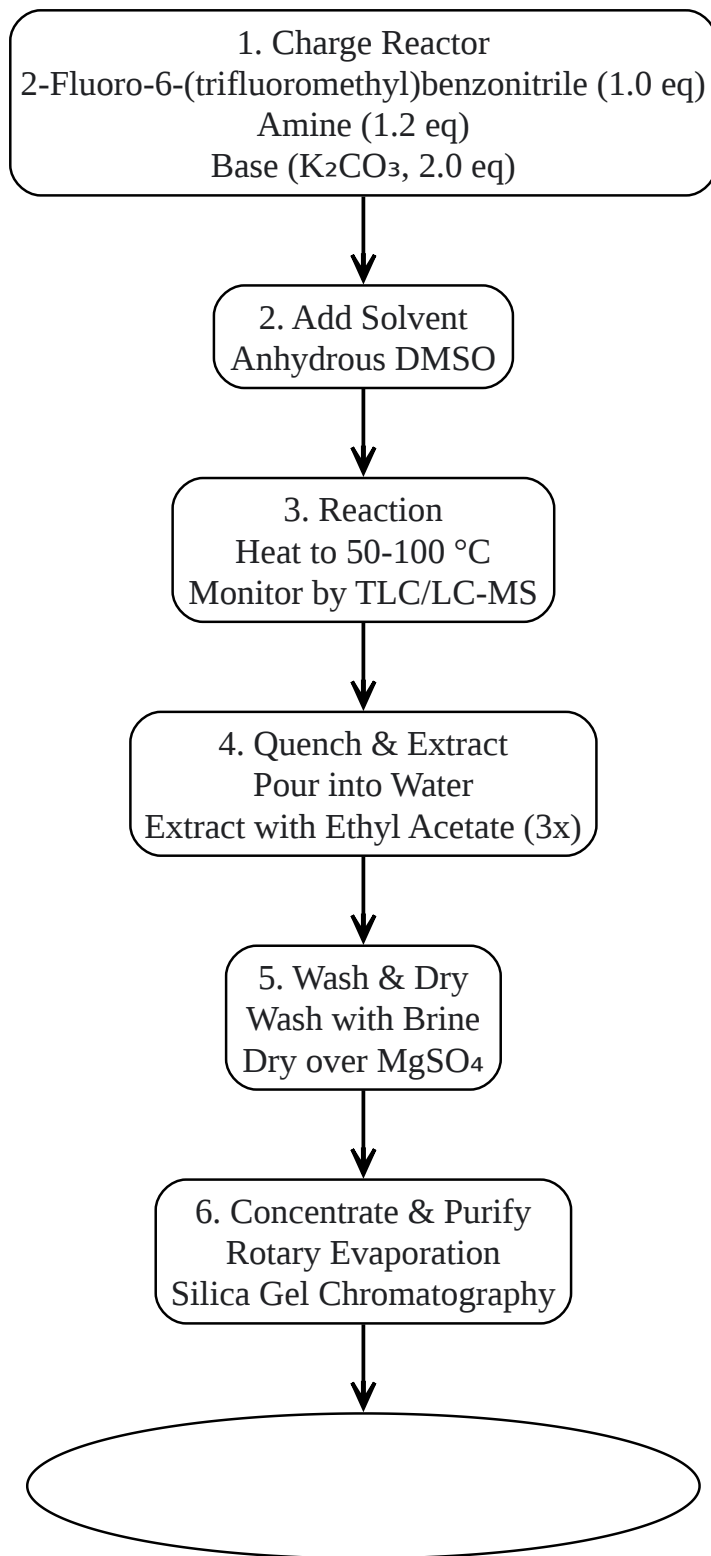 1. Charge Reactor
2-Fluoro-6-(trifluoromethyl)benzonitrile (1.0 eq)
Amine (1.2 eq)
Base (K₂CO₃, 2.0 eq)
2. Add Solvent
Anhydrous DMSO
3. Reaction
Heat to 50-100 °C
Monitor by TLC/LC-MS
4. Quench & Extract
Pour into Water
Extract with Ethyl Acetate (3x)
5. Wash & Dry
Wash with Brine
Dry over MgSO₄
6. Concentrate & Purify
Rotary Evaporation
Silica Gel Chromatography